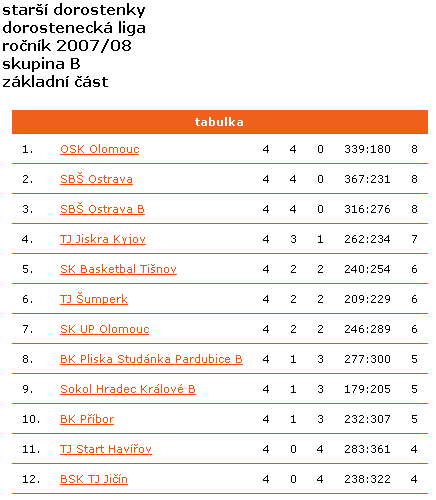 starší dorostenky
dorostenecká liga
ročník 2007/08
skupina B
základní část
tabulka
1. OSK Olomouc 4 4 0 339:180 8
2. SBŠ Ostrava 4 4 0 367:231 8
3. SBŠ Ostrava B 4 4 0 316:276 8
4. TJ Jiskra Kyjov 4 3 1 262:234 7
5. SK Basketbal Tišnov 4 2 2 240:254 6
6. TJ Šumperk 4 2 2 209:229 6
7. SK UP Olomouc 4 2 2 246:289 6
8. BK Pliska Studánka Pardubice B 4 1 3 277:300 5
9. Sokol Hradec Králové B 4 1 3 179:205 5
10. BK Příbor 4 1 3 232:307 5
11. TJ Start Havířov 4 0 4 283:361 4
12. BSK TJ Jičín 4 0 4 238:322 4